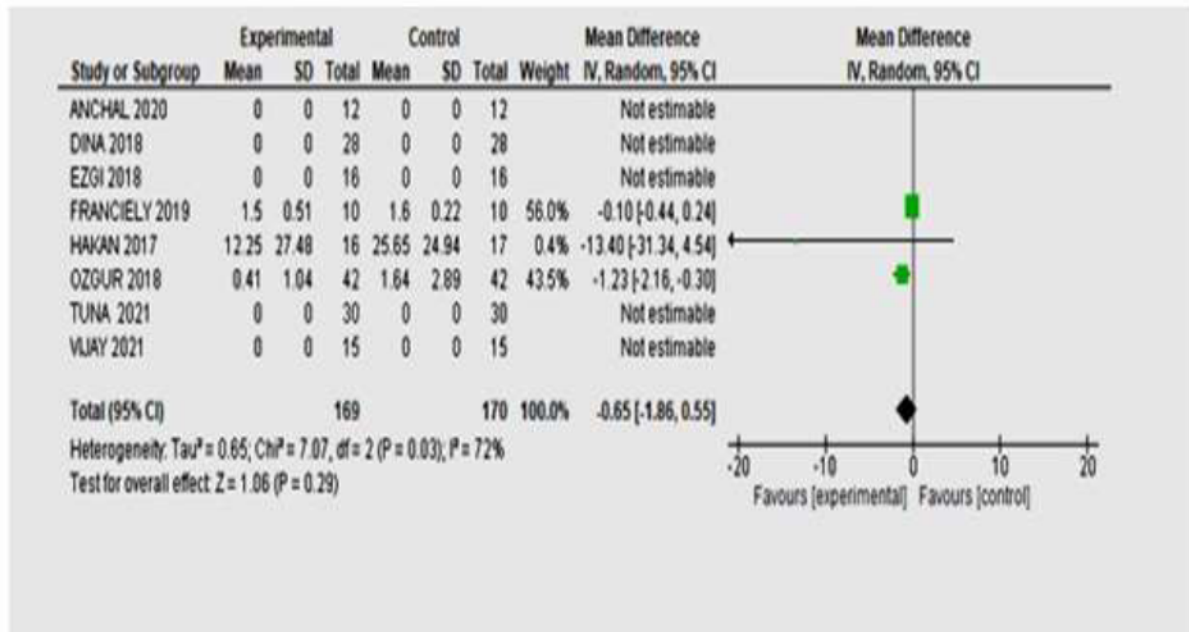 Experimental Control Mean Difference Mean Difference
Study or Subgroup Mean SD Total Mean SD Total Weight IV, Random, 95% CI IV, Random, 95% CI
ANCHAL 2020 0 0 12 0 0 12 Not estimable
DINA 2018 0 0 28 0 0 28 Not estimable
EZGI 2018 0 0 16 0 0 16 Not estimable
FRANCIELY 2019 1.5 0.51 10 1.6 0.22 10 56.0% -0.10 [-0.44, 0.24]
HAKAN 2017 12.25 27.48 16 25.65 24.94 17 0.4% -13.40 [-31.34, 4.54]
OZGUR 2018 0.41 1.04 42 1.64 2.89 42 43.5% -1.23 [-2.16, -0.30]
TUNA 2021 0 0 30 0 0 30 Not estimable
VIJAY 2021 0 0 15 0 0 15 Not estimable
Total (95% CI) 169 170 100.0% -0.65 [-1.86, 0.55]
Heterogeneity: Tau² = 0.65; Chi² = 7.07, df = 2 (P = 0.03); I² = 72%
Test for overall effect: Z = 1.06 (P = 0.29)
-20 -10 0 10 20
Favours [experimental] Favours [control]